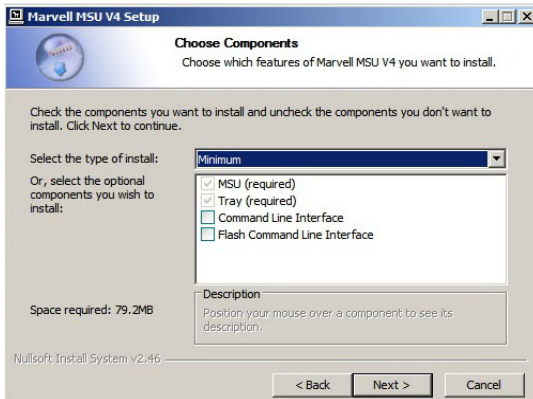 Marvell MSU V4 Setup
Choose Components
Choose which features of Marvell MSU V4 you want to install.
Check the components you want to install and uncheck the components you don't want to
install. Click Next to continue.
Select the type of install:
Minimum
Or, select the optional
components you wish to
install:
MSU (required)
Tray (required)
Command Line Interface
Flash Command Line Interface
Space required: 79.2MB
Description
Position your mouse over a component to see its
description.
Nullsoft Install System v2.46
< Back
Next >
Cancel